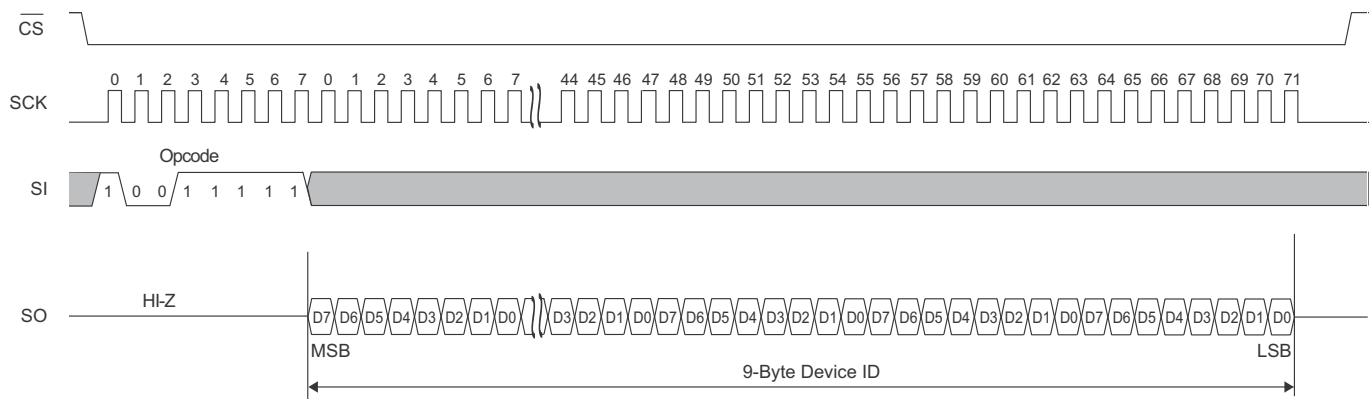 CS
0 1 2 3 4 5 6 7 0 1 2 3 4 5 6 7 44 45 46 47 48 49 50 51 52 53 54 55 56 57 58 59 60 61 62 63 64 65 66 67 68 69 70 71
SCK
Opcode
SI 1 0 0 1 1 1 1 1
HI-Z
SO D7 D6 D5 D4 D3 D2 D1 D0 D3 D2 D1 D0 D7 D6 D5 D4 D3 D2 D1 D0 D7 D6 D5 D4 D3 D2 D1 D0 D7 D6 D5 D4 D3 D2 D1 D0
MSB LSB
9-Byte Device ID